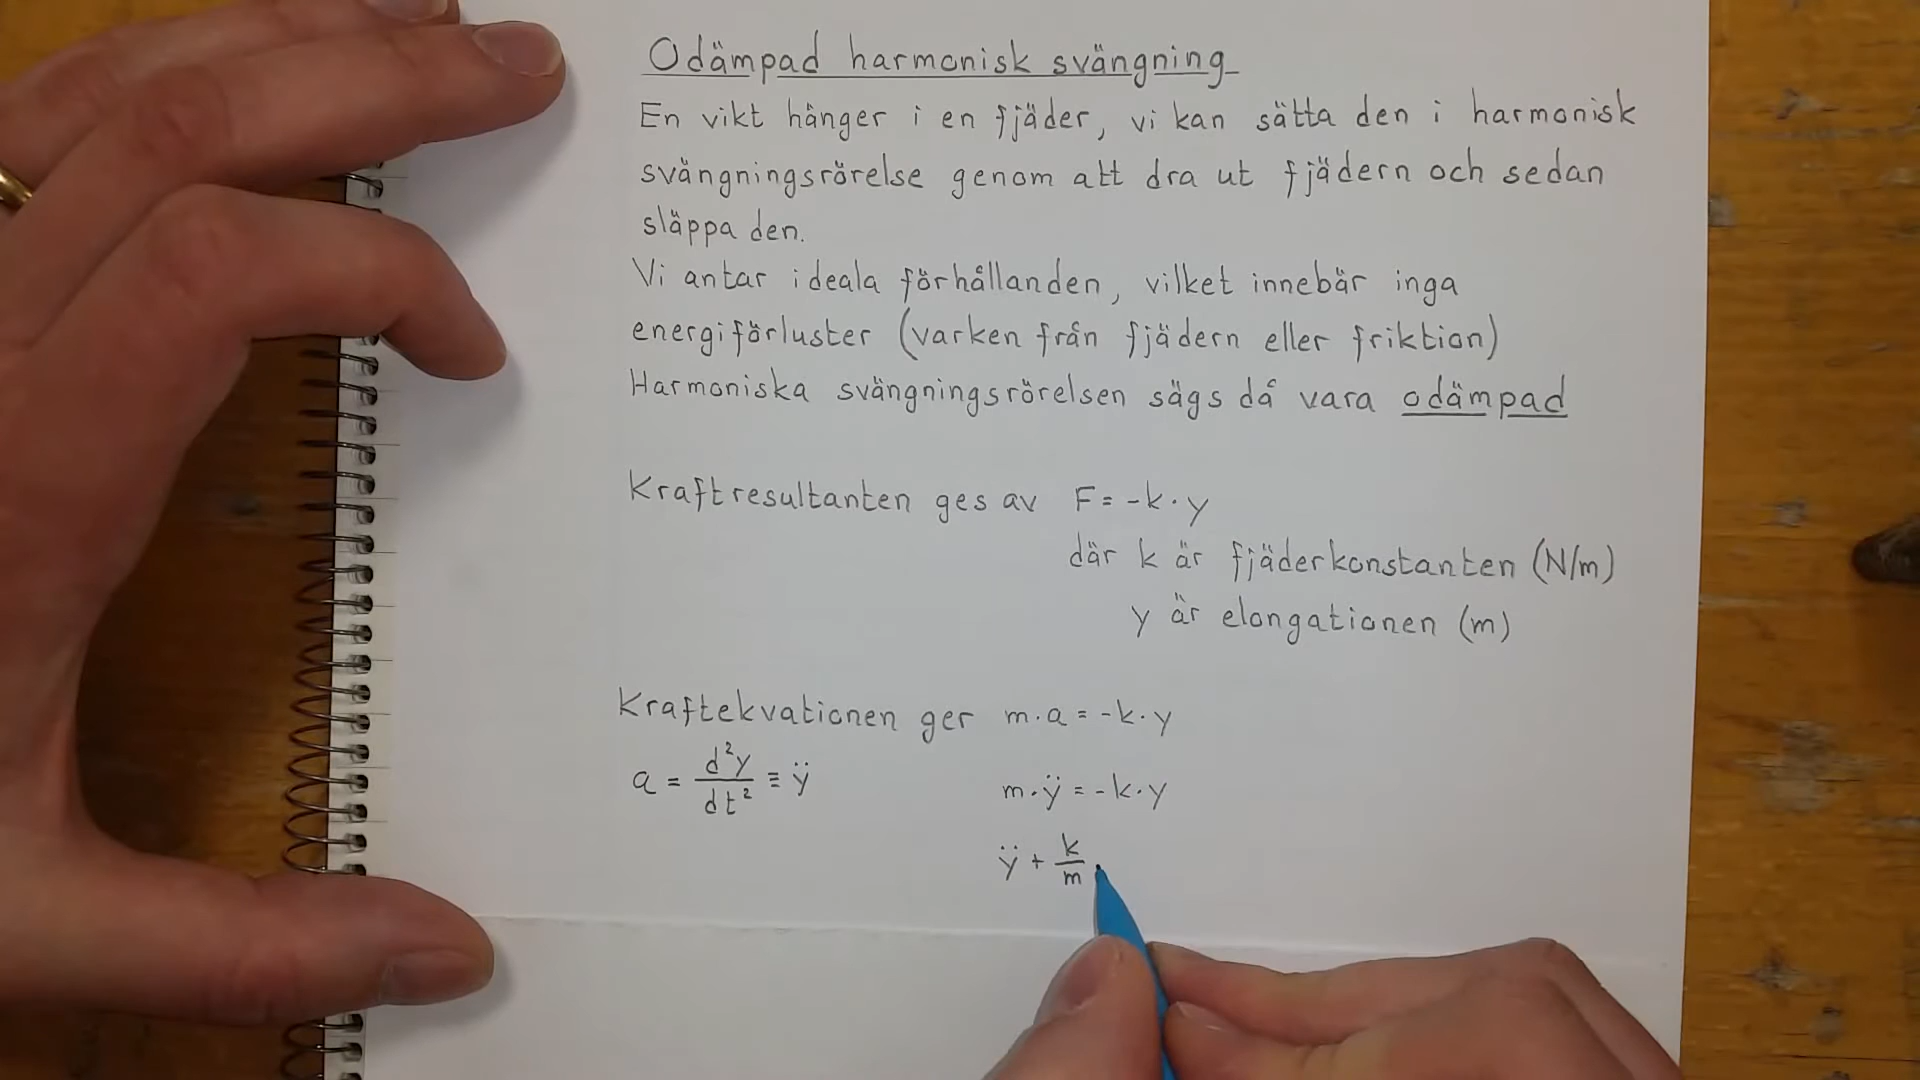 Odämpad harmonisk svängning
En vikt hänger i en fjäder, vi kan sätta den i harmonisk
svängningsrörelse genom att dra ut fjädern och sedan
släppa den.
Vi antar ideala förhållanden, vilket innebär inga
energiförluster (varken från fjädern eller friktion)
Harmoniska svängningsrörelsen sägs då vara odämpad
Kraftresultanten ges av F = -k · y
där k är fjäderkonstanten (N/m)
y är elongationen (m)
Kraftekvationen ger m · a = -k · y
a = d²y/dt² ≡ ÿ
m · ÿ = -k · y
ÿ + k/m ·